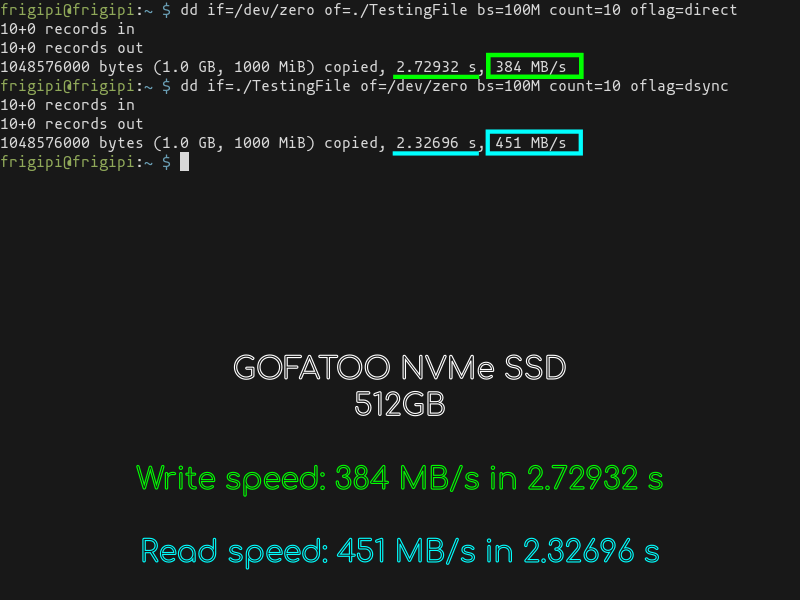 frigipi@frigipi:~ $ dd if=/dev/zero of=./TestingFile bs=100M count=10 oflag=direct
10+0 records in
10+0 records out
1048576000 bytes (1.0 GB, 1000 MiB) copied, 2.72932 s, 384 MB/s
frigipi@frigipi:~ $ dd if=./TestingFile of=/dev/zero bs=100M count=10 oflag=dsync
10+0 records in
10+0 records out
1048576000 bytes (1.0 GB, 1000 MiB) copied, 2.32696 s, 451 MB/s
frigipi@frigipi:~ $
GOFATOO NVMe SSD
512GB
Write speed: 384 MB/s in 2.72932 s
Read speed: 451 MB/s in 2.32696 s